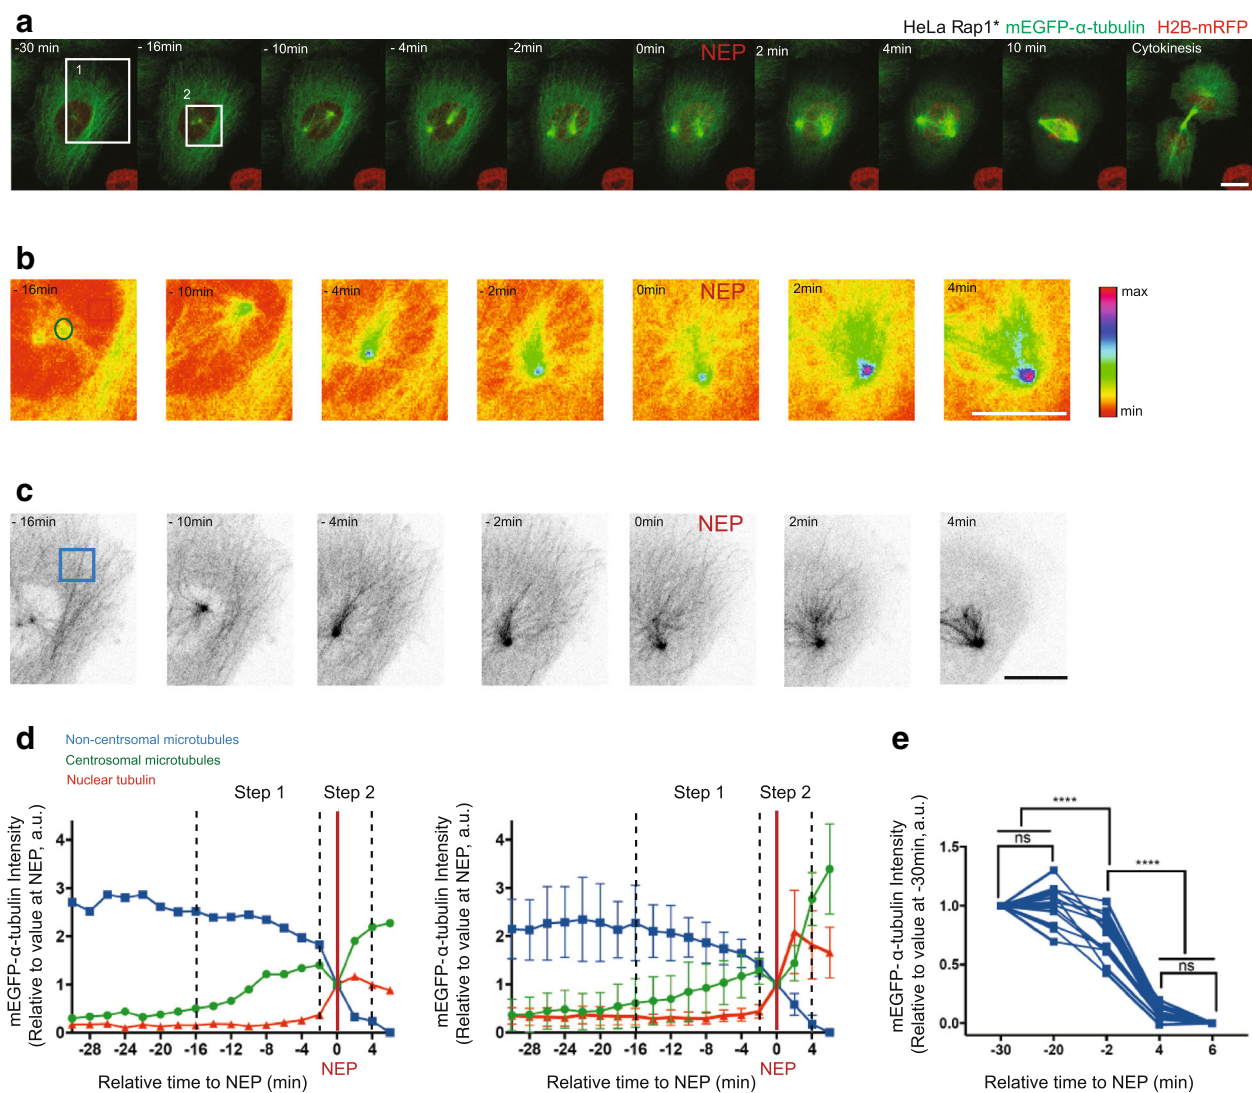 a
HeLa Rap1* mEGFP-α-tubulin H2B-mRFP
-30 min - 16min - 10min - 4min -2min 0min NEP 2 min 4min 10 min Cytokinesis
1
2
b
- 16min - 10min - 4min - 2min 0min NEP 2min 4min
max
min
c
- 16min - 10min - 4min - 2min 0min NEP 2min 4min
d
Non-centrsomal microtubules
Centrosomal microtubules
Nuclear tubulin
Step 1 Step 2
mEGFP-α-tubulin Intensity
(Relative to value at NEP, a.u.)
4
3
2
1
0
-28 -24 -20 -16 -12 -8 -4 0 4
NEP
Relative time to NEP (min)
Step 1 Step 2
mEGFP-α-tubulin Intensity
(Relative to value at NEP, a.u.)
4
3
2
1
0
-28 -24 -20 -16 -12 -8 -4 0 4
NEP
Relative time to NEP (min)
e
mEGFP-α-tubulin Intensity
(Relative to value at -30min, a.u.)
****
ns
****
ns
1.5
1.0
0.5
0.0
-30 -20 -2 4 6
Relative time to NEP (min)